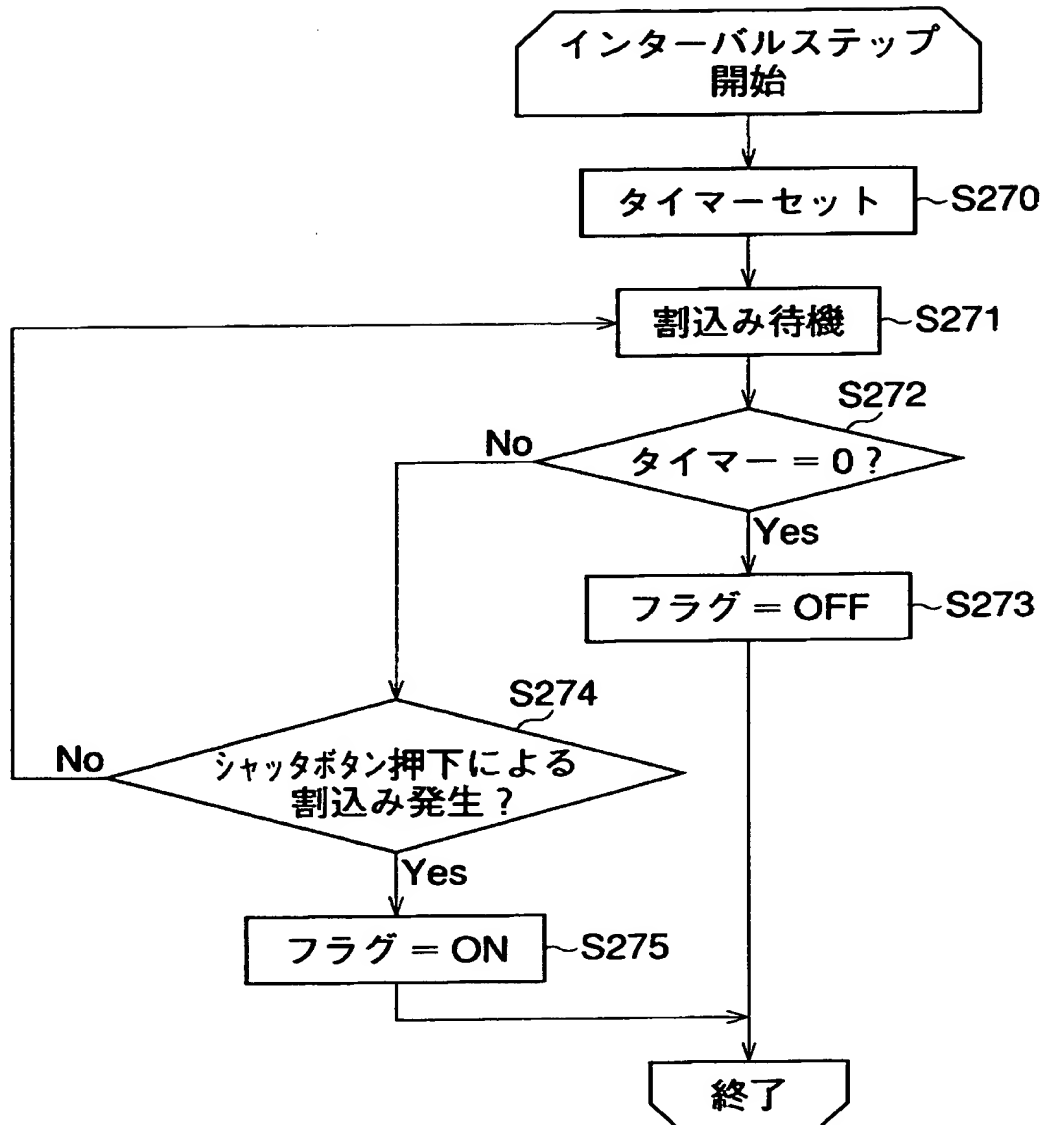 インターバルステップ
開始
タイマーセット
S270
割込み待機
S271
S272
タイマー=0?
No
Yes
フラグ=OFF
S273
S274
シャッタボタン押下による
割込み発生?
No
Yes
フラグ=ON
S275
終了